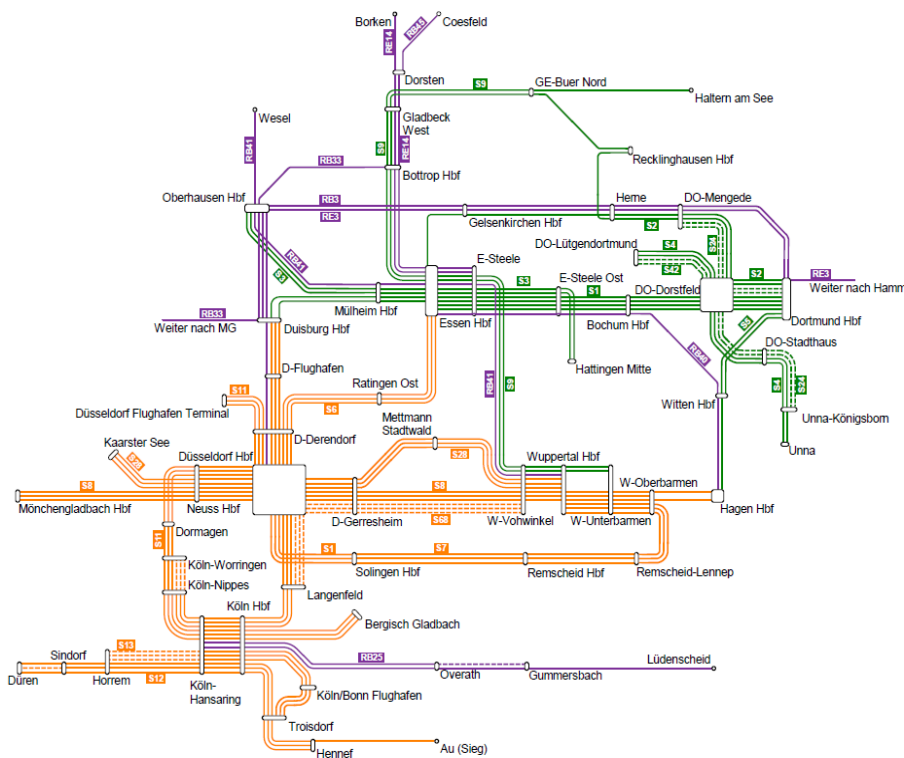 Borken
Coesfeld
RE14
RB45
Dorsten
S9
GE-Buer Nord
Haltern am See
Wesel
Gladbeck
West
RB41
S9
RE14
Recklinghausen Hbf
RB33
Bottrop Hbf
Oberhausen Hbf
RB3
RE3
Herne
DO-Mengede
Gelsenkirchen Hbf
S2
DO-Lütgendortmund
S4
S24
E-Steele
S42
RB41
E-Steele Ost
S3
S2
RE3
S3
S1
DO-Dorstfeld
Weiter nach Hamm
Mülheim Hbf
RB33
Weiter nach MG
Duisburg Hbf
Essen Hbf
Bochum Hbf
Dortmund Hbf
S5
DO-Stadthaus
RB40
D-Flughafen
Hattingen Mitte
RB41
S9
S4
S24
S11
Ratingen Ost
S6
Witten Hbf
Düsseldorf Flughafen Terminal
Mettmann
Stadtwald
Unna-Königsborn
D-Derendorf
Kaarster See
S28
Unna
S28
Düsseldorf Hbf
Wuppertal Hbf
W-Oberbarmen
S8
S8
Mönchengladbach Hbf
Neuss Hbf
D-Gerresheim
S68
W-Vohwinkel
W-Unterbarmen
Hagen Hbf
Dormagen
S11
S1
S7
Köln-Worringen
Solingen Hbf
Remscheid Hbf
Remscheid-Lennep
Köln-Nippes
Langenfeld
Köln Hbf
Bergisch Gladbach
S13
Sindorf
RB25
Lüdenscheid
Düren
Horrem
S12
Köln-
Hansaring
Overath
Gummersbach
Köln/Bonn Flughafen
Troisdorf
Hennef
Au (Sieg)